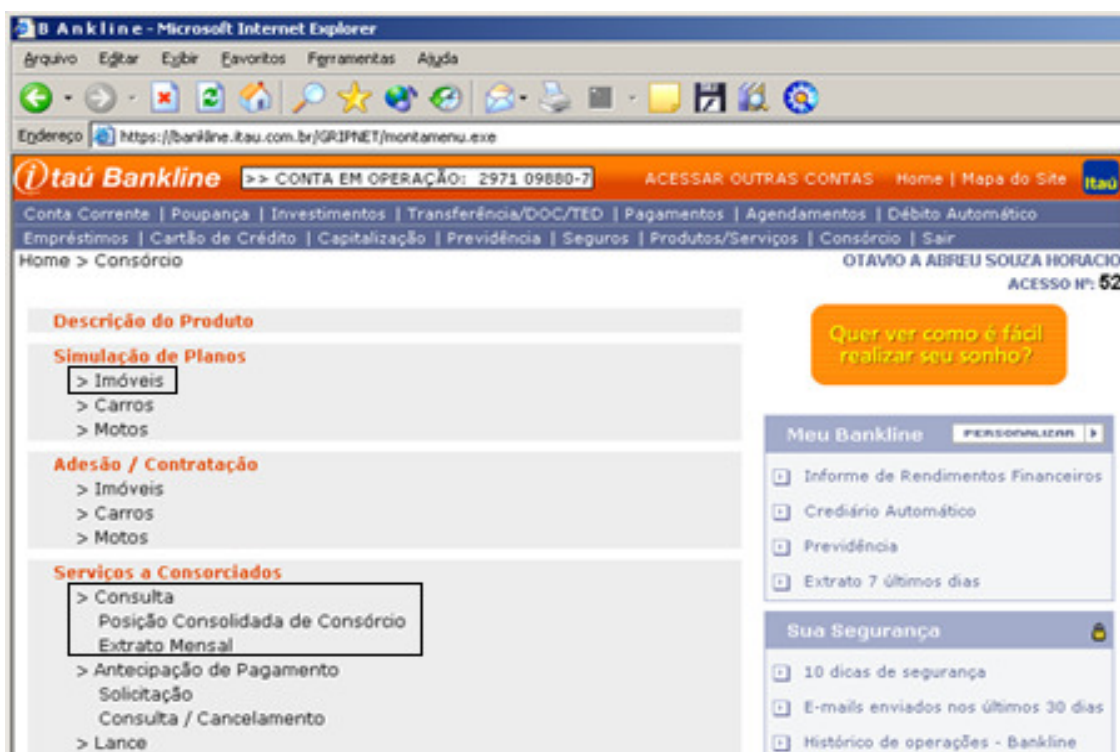 B A n k l i n e - Microsoft Internet Explorer
Arquivo Editar Exibir Favoritos Ferramentas Ajuda
Endereço https://bankline.itau.com.br/GRIPNET/montamenu.exe
itaú Bankline >> CONTA EM OPERAÇÃO: 2971 09880-7 ACESSAR OUTRAS CONTAS Home | Mapa do Site Itaú
Conta Corrente | Poupança | Investimentos | Transferência/DOC/TED | Pagamentos | Agendamentos | Débito Automático
Empréstimos | Cartão de Crédito | Capitalização | Previdência | Seguros | Produtos/Serviços | Consórcio | Sair
Home > Consórcio
OTAVIO A ABREU SOUZA HORACIO
ACESSO Nº: 52
Descrição do Produto
Simulação de Planos
> Imóveis
> Carros
> Motos
Adesão / Contratação
> Imóveis
> Carros
> Motos
Serviços a Consorciados
> Consulta
Posição Consolidada de Consórcio
Extrato Mensal
> Antecipação de Pagamento
Solicitação
Consulta / Cancelamento
> Lance
Quer ver como é fácil
realizar seu sonho?
Meu Bankline PERSONALIZAR
Informe de Rendimentos Financeiros
Crediário Automático
Previdência
Extrato 7 últimos dias
Sua Segurança
10 dicas de segurança
E-mails enviados nos últimos 30 dias
Histórico de operações - Bankline